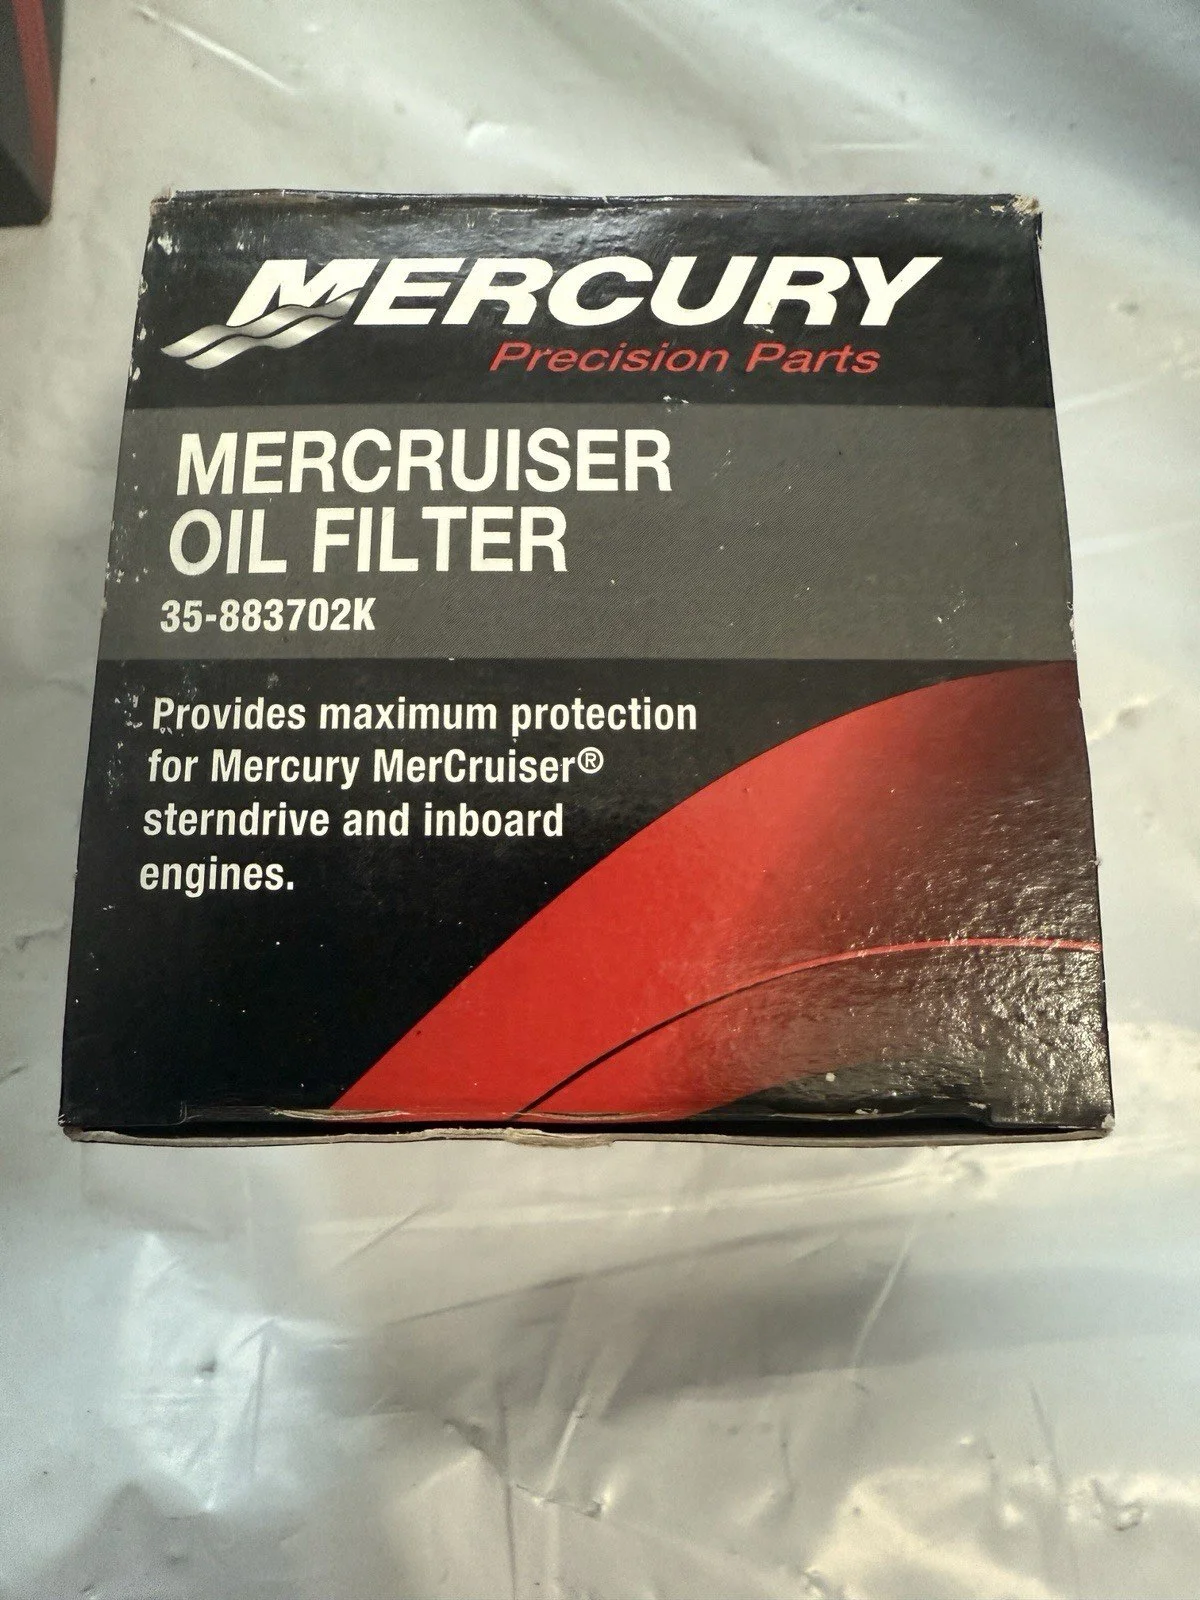 MERCURY
Precision Parts
MERCRUISER
OIL FILTER
35-883702K
Provides maximum protection
for Mercury MerCruiser®
sterndrive and inboard
engines.